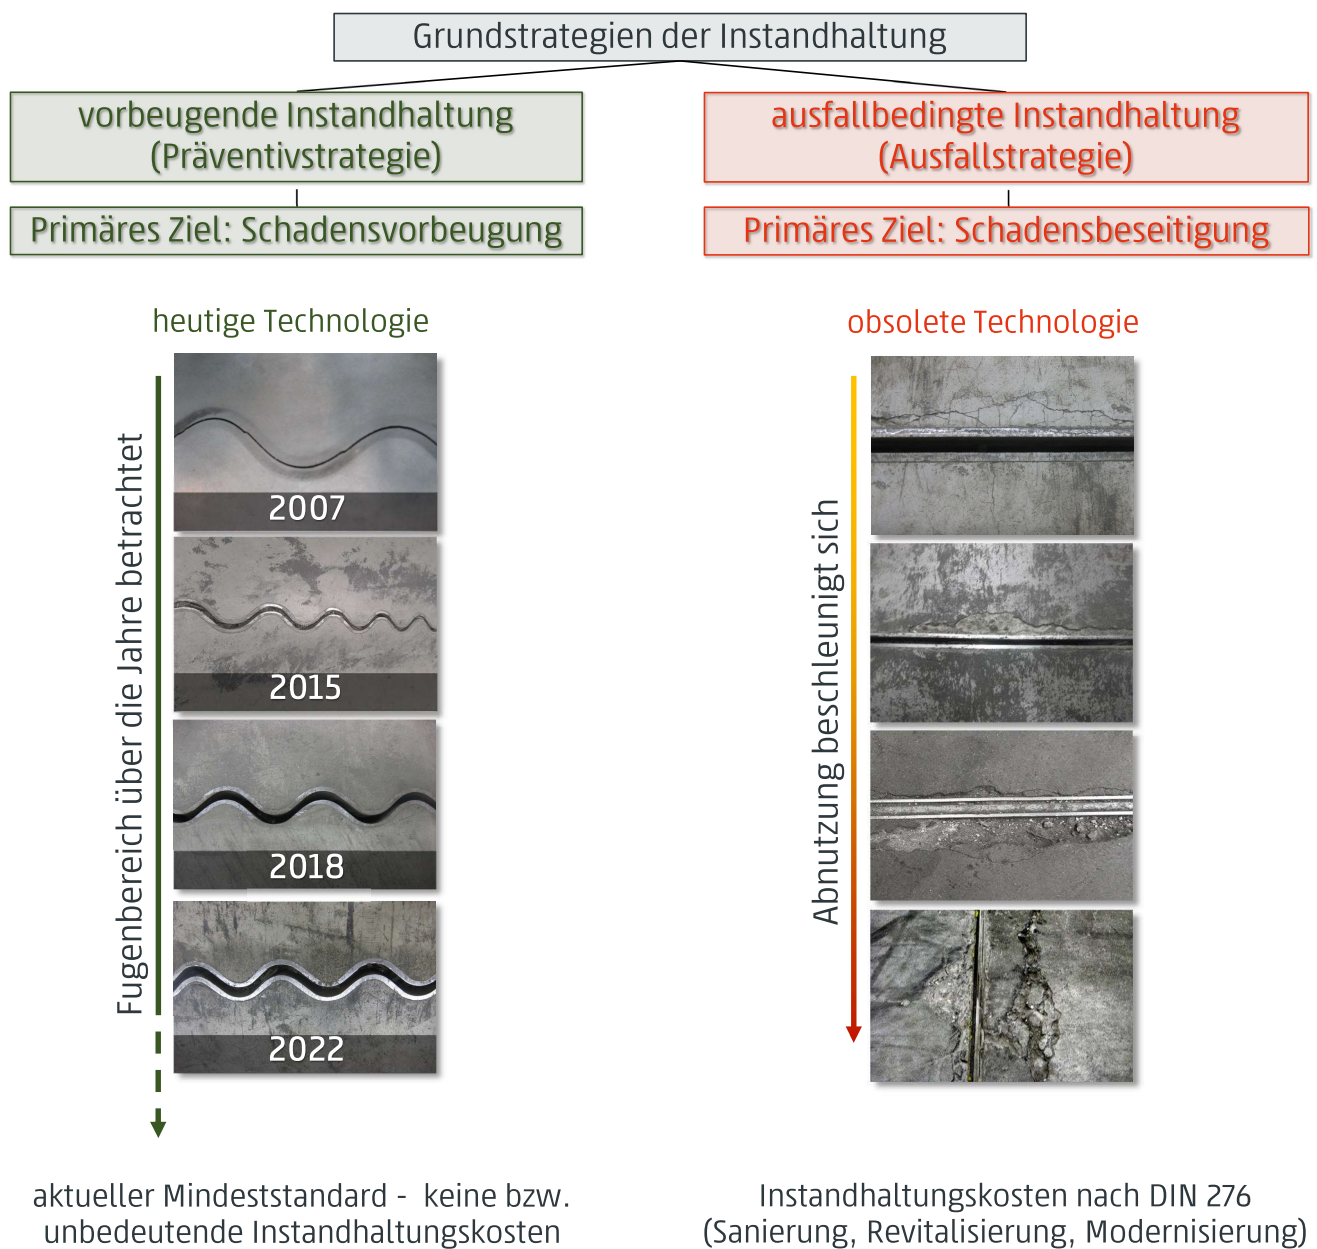 Grundstrategien der Instandhaltung
vorbeugende Instandhaltung
(Präventivstrategie)
Primäres Ziel: Schadensvorbeugung
heutige Technologie
Fugenbereich über die Jahre betrachtet
2007
2015
2018
2022
aktueller Mindeststandard - keine bzw.
unbedeutende Instandhaltungskosten
ausfallbedingte Instandhaltung
(Ausfallstrategie)
Primäres Ziel: Schadensbeseitigung
obsolete Technologie
Abnutzung beschleunigt sich
Instandhaltungskosten nach DIN 276
(Sanierung, Revitalisierung, Modernisierung)